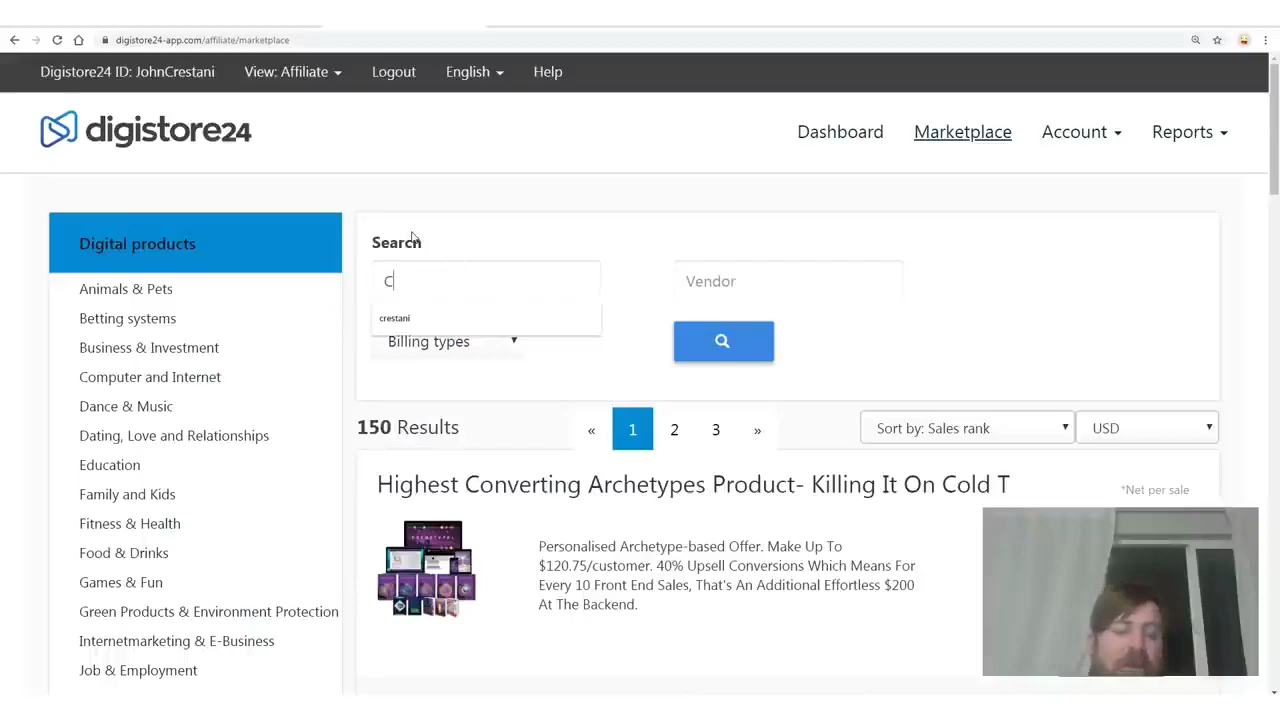 digistore24-app.com/affiliate/marketplace
Digistore24 ID: JohnCrestani View: Affiliate Logout English Help
digistore24
Dashboard Marketplace Account Reports
Digital products
Animals & Pets
Betting systems
Business & Investment
Computer and Internet
Dance & Music
Dating, Love and Relationships
Education
Family and Kids
Fitness & Health
Food & Drinks
Games & Fun
Green Products & Environment Protection
Internetmarketing & E-Business
Job & Employment
Search
C
Vendor
crestani
Billing types
150 Results « 1 2 3 » Sort by: Sales rank USD
Highest Converting Archetypes Product- Killing It On Cold T
*Net per sale
Personalised Archetype-based Offer. Make Up To
$120.75/customer. 40% Upsell Conversions Which Means For
Every 10 Front End Sales, That's An Additional Effortless $200
At The Backend.